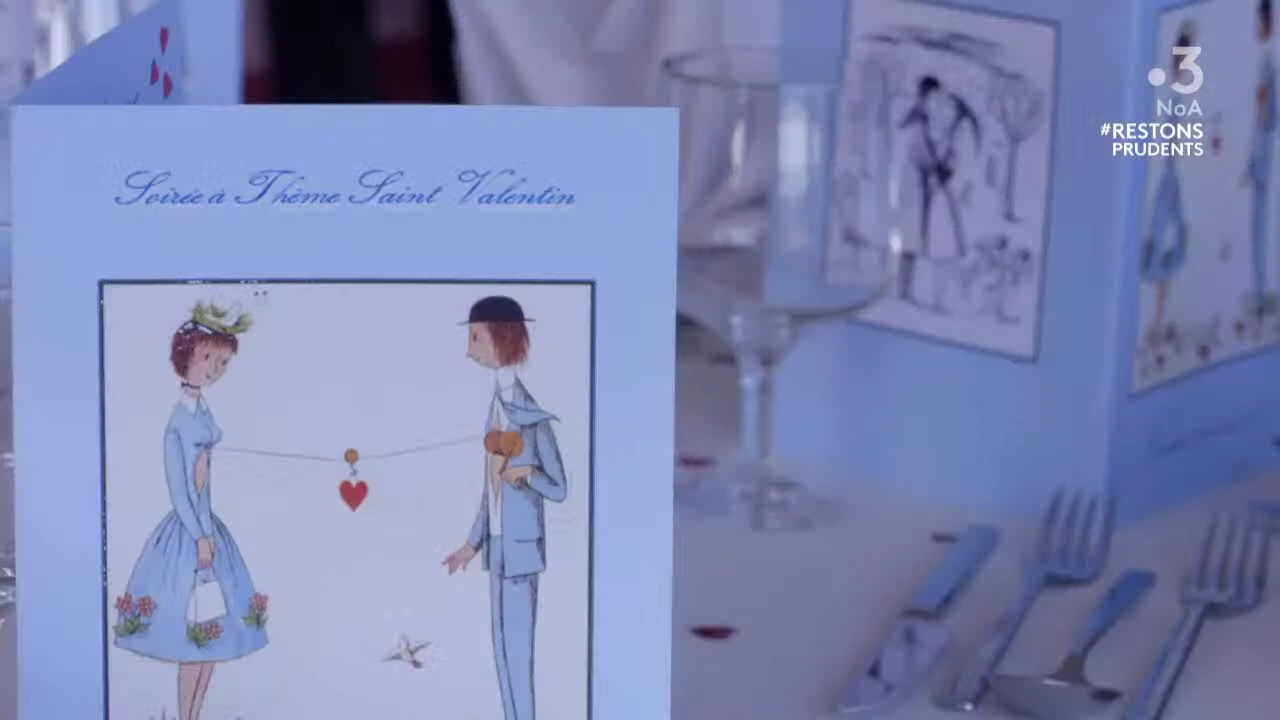 Soirée à Thème Saint Valentin
3
NoA
#RESTONS
PRUDENTS